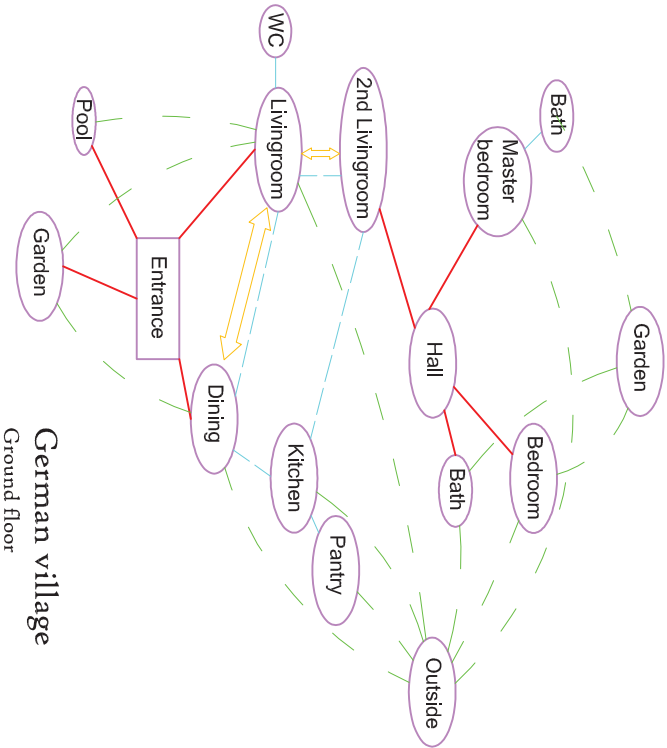 Garden
Bath
Master
bedroom
Bedroom
Bath
Hall
Outside
2nd Livingroom
Pantry
Kitchen
WC
Livingroom
Dining
Entrance
Pool
Garden
German village
Ground floor